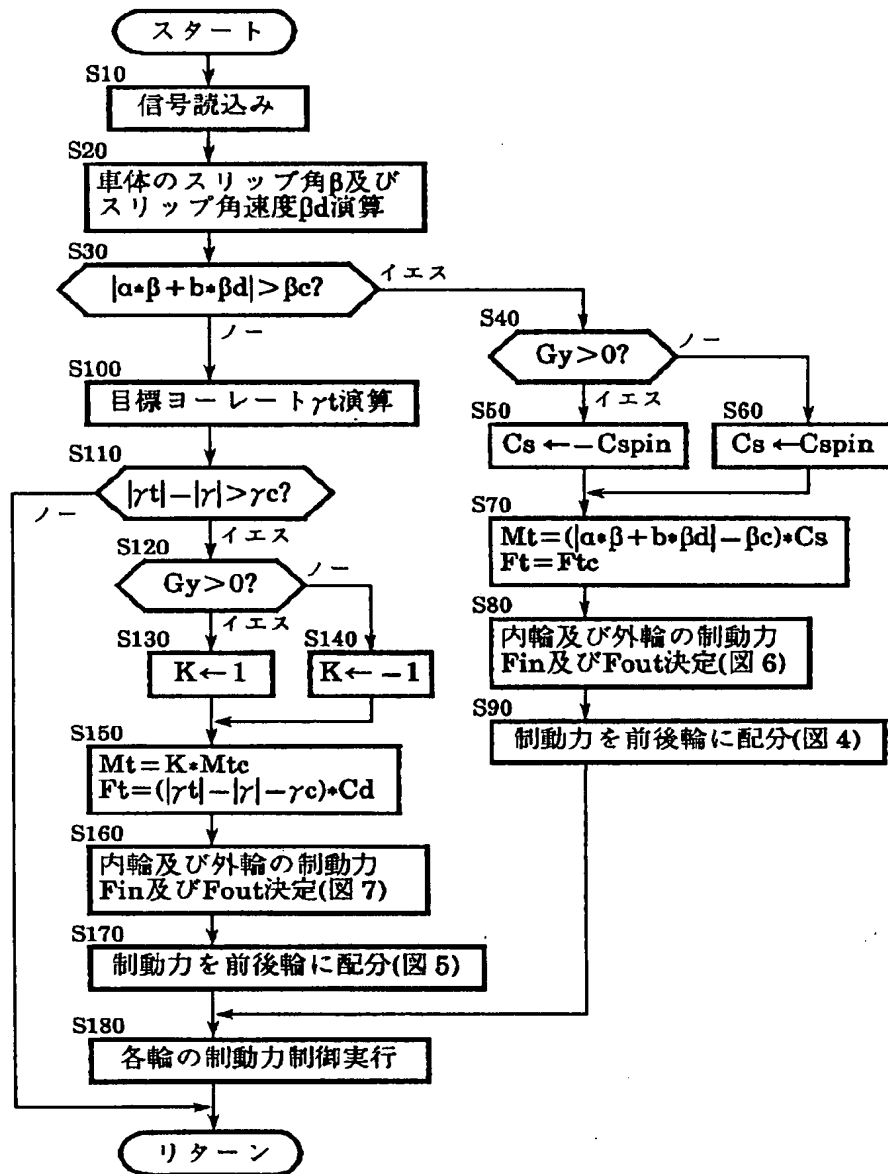 スタート
S10
信号読込み
S20
車体のスリップ角β及び
スリップ角速度βd演算
S30
|a*β+b*βd|>βc?
イエス
ノー
S40
Gy>0?
ノー
イエス
S50
Cs←-Cspin
S60
Cs←Cspin
S70
Mt=(|a*β+b*βd|-βc)*Cs
Ft=Ftc
S80
内輪及び外輪の制動力
Fin及びFout決定(図6)
S90
制動力を前後輪に配分(図4)
S100
目標ヨーレートγt演算
S110
|γt|-|γ|>γc?
ノー
イエス
S120
Gy>0?
ノー
イエス
S130
K←1
S140
K←-1
S150
Mt=K*Mtc
Ft=(|γt|-|γ|-γc)*Cd
S160
内輪及び外輪の制動力
Fin及びFout決定(図7)
S170
制動力を前後輪に配分(図5)
S180
各輪の制動力制御実行
リターン